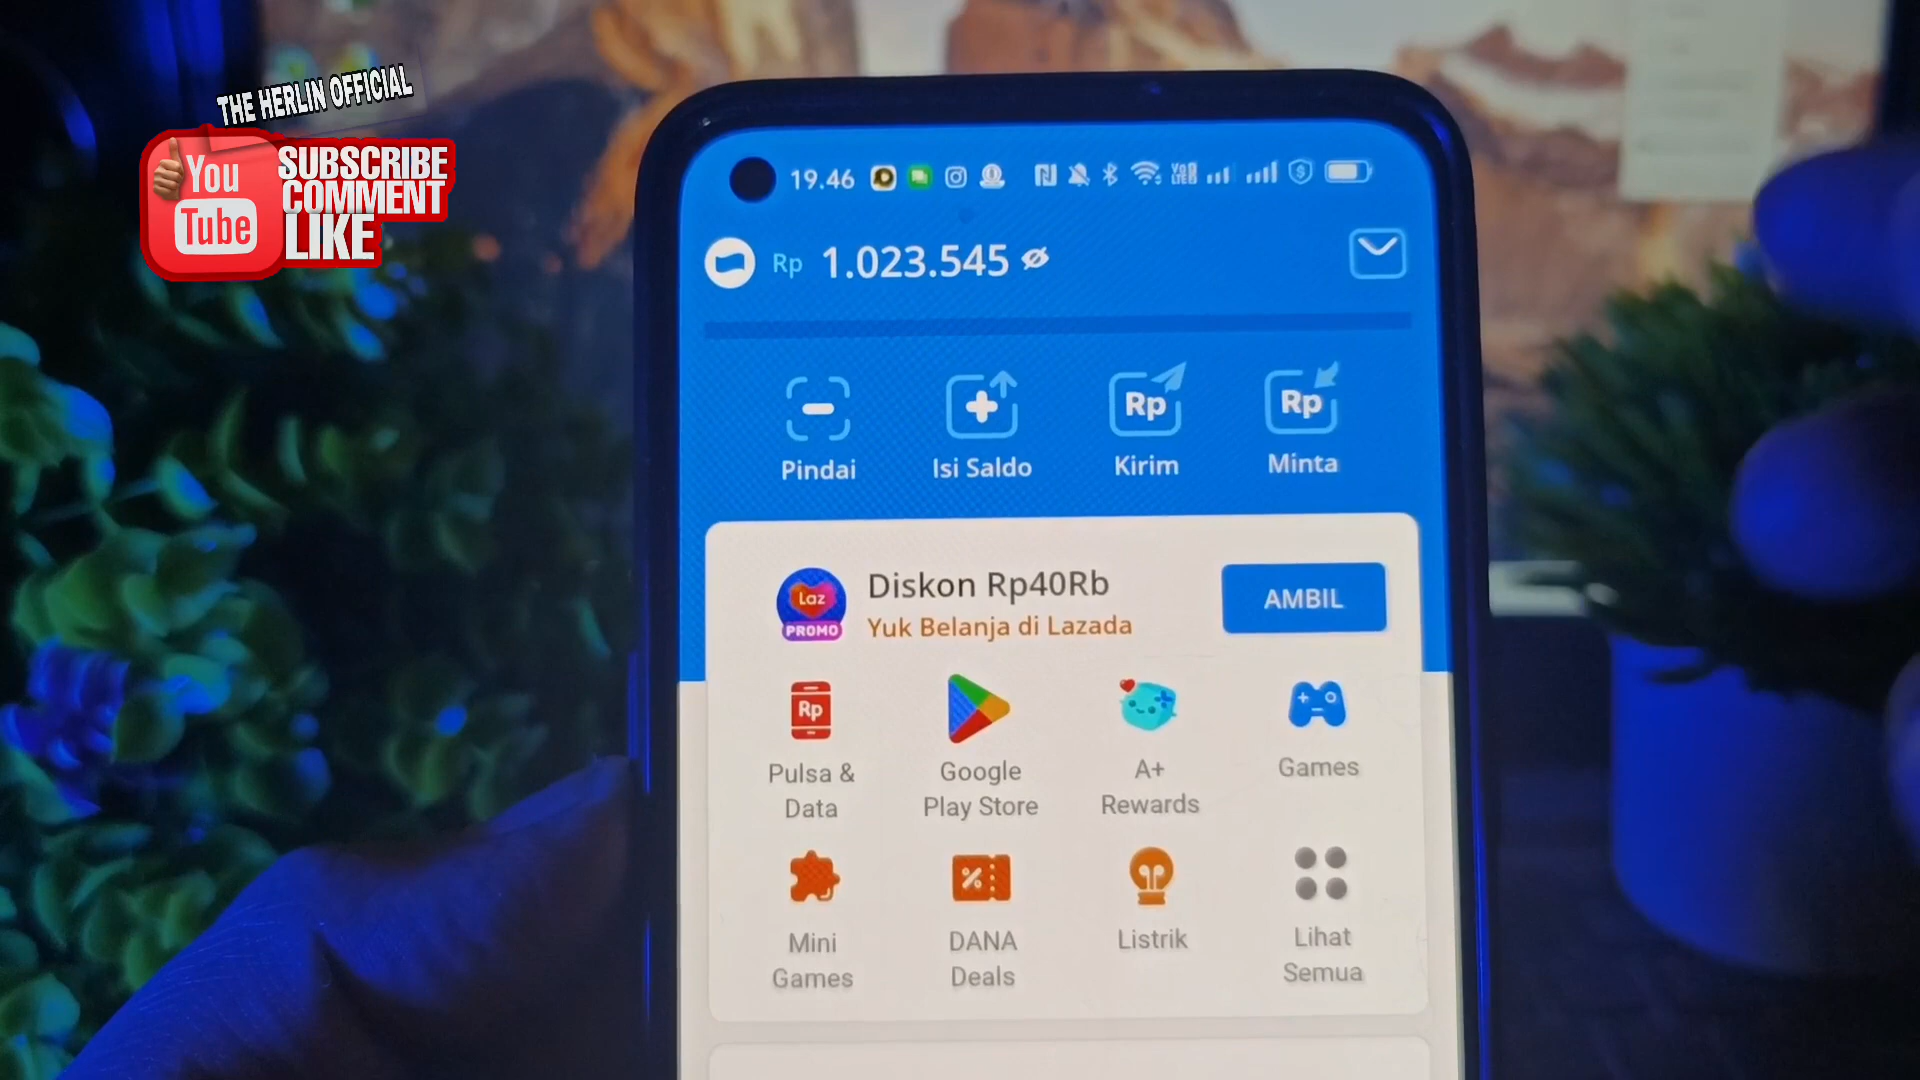 THE HERLIN OFFICIAL
You
Tube
SUBSCRIBE
COMMENT
LIKE
19.46
Rp 1.023.545
Pindai
Isi Saldo
Rp
Kirim
Rp
Minta
Laz
PROMO
Diskon Rp40Rb
Yuk Belanja di Lazada
AMBIL
Rp
Pulsa &
Data
Google
Play Store
A+
Rewards
Games
Mini
Games
DANA
Deals
Listrik
Lihat
Semua